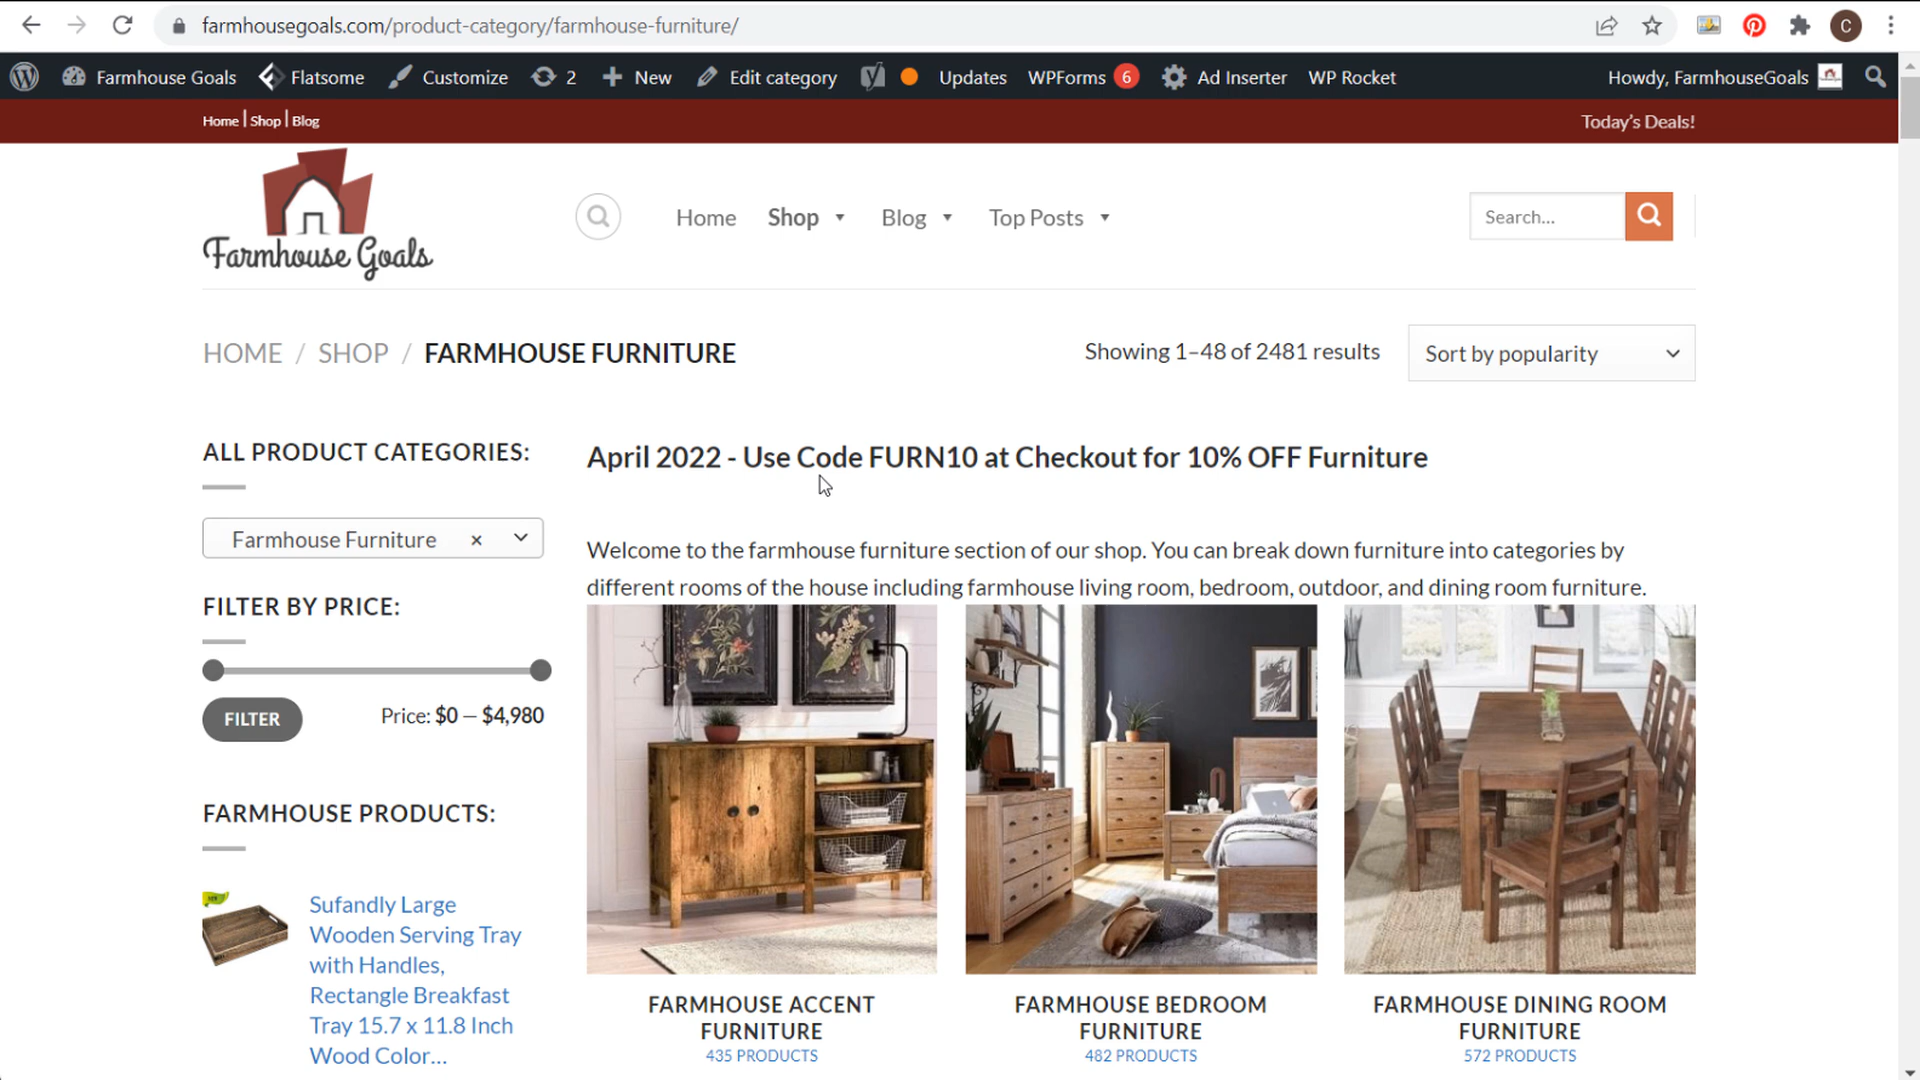 farmhousegoals.com/product-category/farmhouse-furniture/
C
Farmhouse Goals Flatsome Customize 2 New Edit category Updates WPForms 6 Ad Inserter WP Rocket Howdy, FarmhouseGoals
Home | Shop | Blog
Today's Deals!
Farmhouse Goals
Home Shop Blog Top Posts
Search...
HOME / SHOP / FARMHOUSE FURNITURE
Showing 1–48 of 2481 results
Sort by popularity
ALL PRODUCT CATEGORIES:
Farmhouse Furniture ×
FILTER BY PRICE:
FILTER
Price: $0 — $4,980
FARMHOUSE PRODUCTS:
Sufandly Large
Wooden Serving Tray
with Handles,
Rectangle Breakfast
Tray 15.7 x 11.8 Inch
Wood Color...
April 2022 - Use Code FURN10 at Checkout for 10% OFF Furniture
Welcome to the farmhouse furniture section of our shop. You can break down furniture into categories by
different rooms of the house including farmhouse living room, bedroom, outdoor, and dining room furniture.
FARMHOUSE ACCENT
FURNITURE
435 PRODUCTS
FARMHOUSE BEDROOM
FURNITURE
482 PRODUCTS
FARMHOUSE DINING ROOM
FURNITURE
572 PRODUCTS